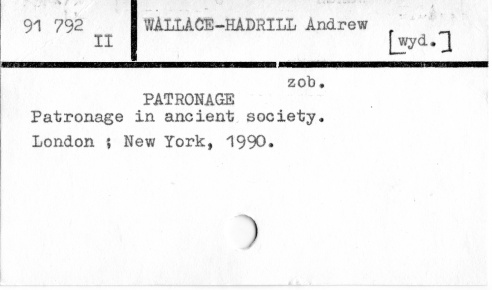 91 792
II
WALLACE-HADRILL Andrew
[wyd.]
zob.
PATRONAGE
Patronage in ancient society.
London ; New York, 1990.